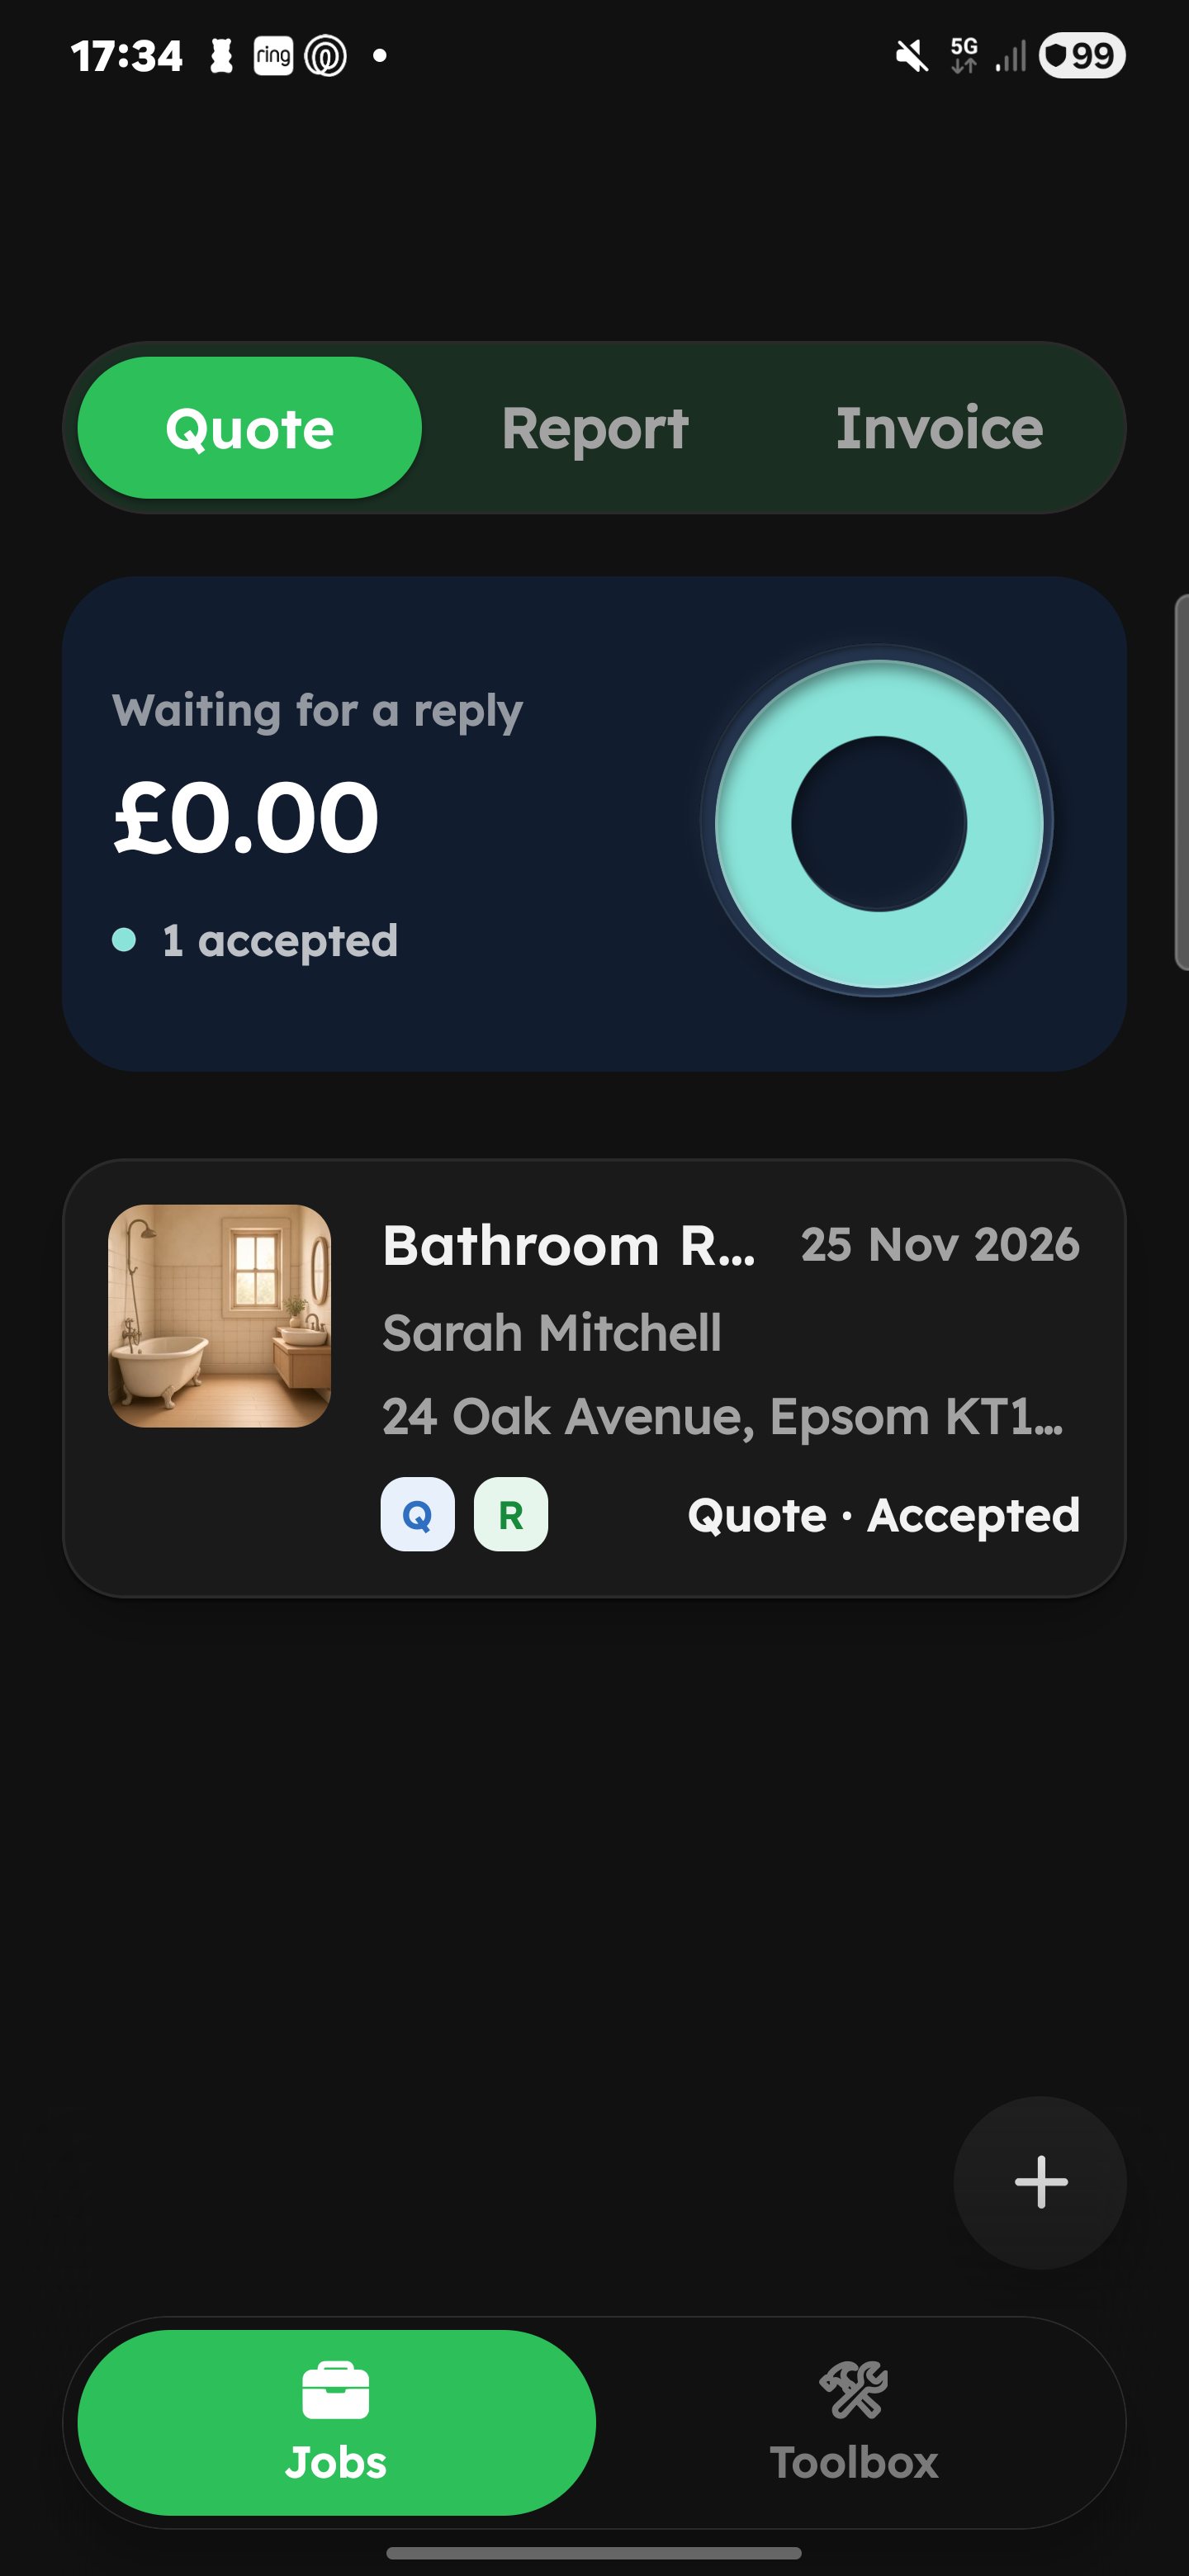 17:34 ring 5G 99
Quote Report Invoice
Waiting for a reply
£0.00
1 accepted
Bathroom R... 25 Nov 2026
Sarah Mitchell
24 Oak Avenue, Epsom KT1...
Q R Quote · Accepted
Jobs Toolbox